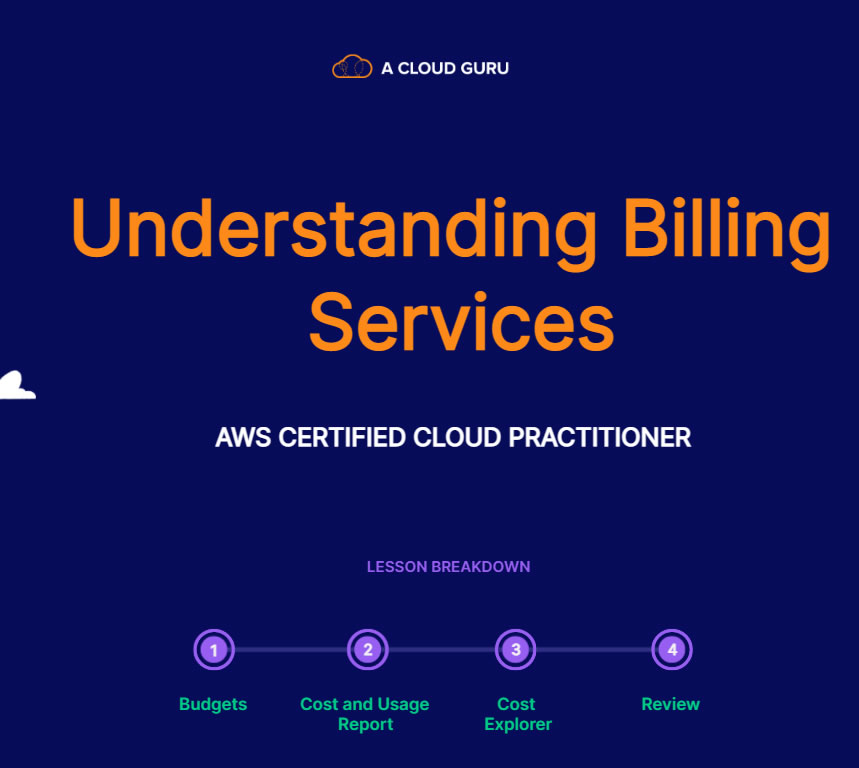 A CLOUD GURU
Understanding Billing
Services
AWS CERTIFIED CLOUD PRACTITIONER
LESSON BREAKDOWN
1 2 3 4
Budgets Cost and Usage Cost Review
Report Explorer